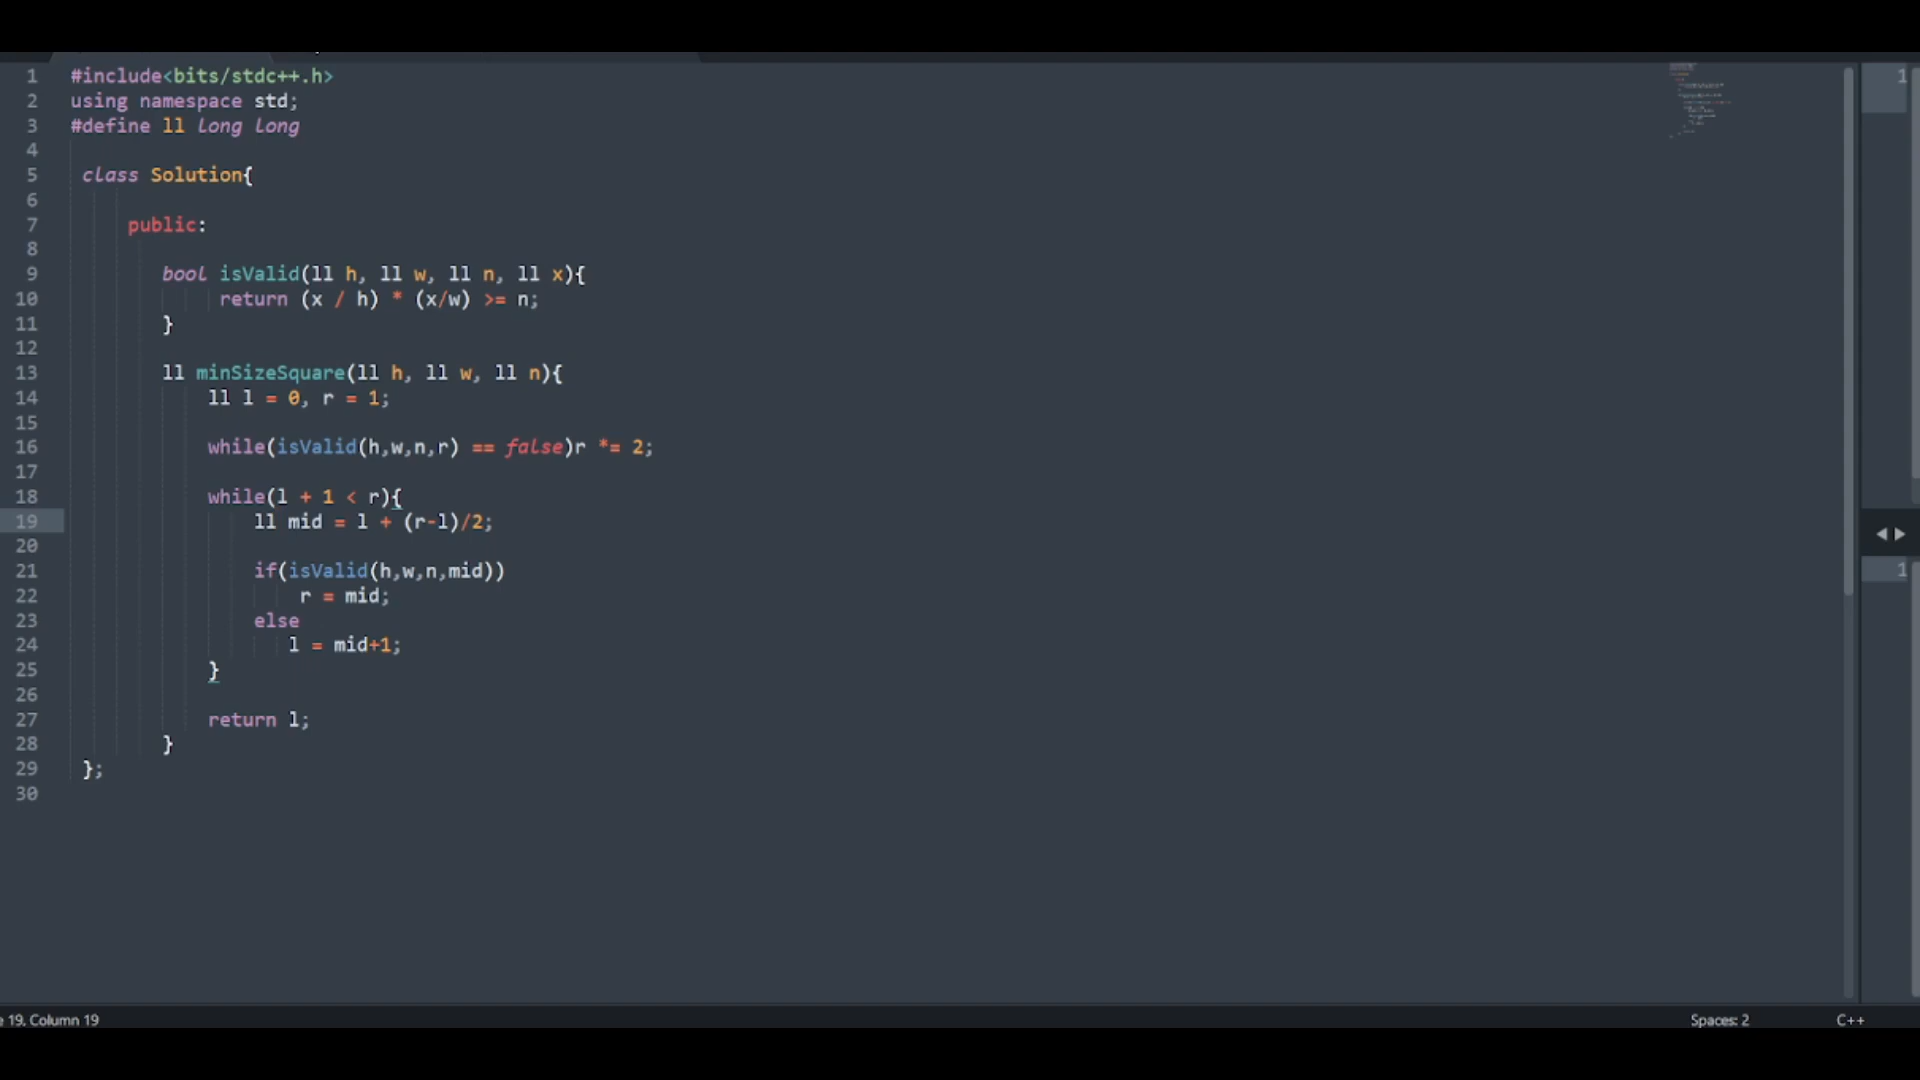 1 #include<bits/stdc++.h> 1
2 using namespace std;
3 #define ll long long
4
5 class Solution{
6
7 public:
8
9 bool isValid(ll h, ll w, ll n, ll x){
10 return (x / h) * (x/w) >= n;
11 }
12
13 ll minSizeSquare(ll h, ll w, ll n){
14 ll l = 0, r = 1;
15
16 while(isValid(h,w,n,r) == false)r *= 2;
17
18 while(l + 1 < r){
19 ll mid = l + (r-l)/2;
20
21 if(isValid(h,w,n,mid)) 1
22 r = mid;
23 else
24 l = mid+1;
25 }
26
27 return l;
28 }
29 };
30
e 19, Column 19 Spaces: 2 C++